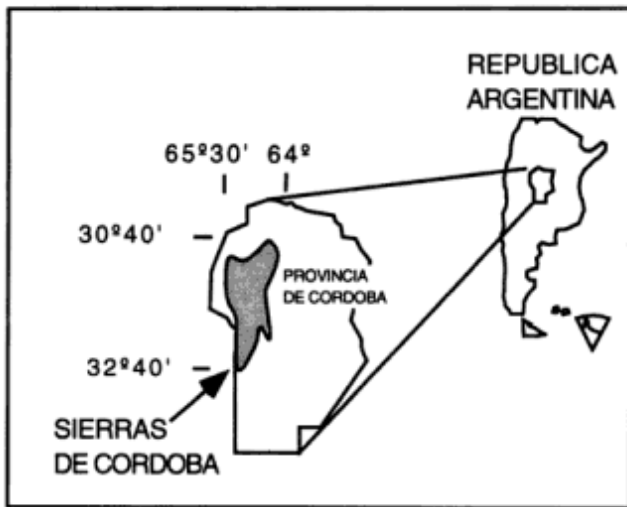 REPUBLICA
ARGENTINA
65º30' 64º
30º40'
PROVINCIA
DE CORDOBA
32º40'
SIERRAS
DE CORDOBA